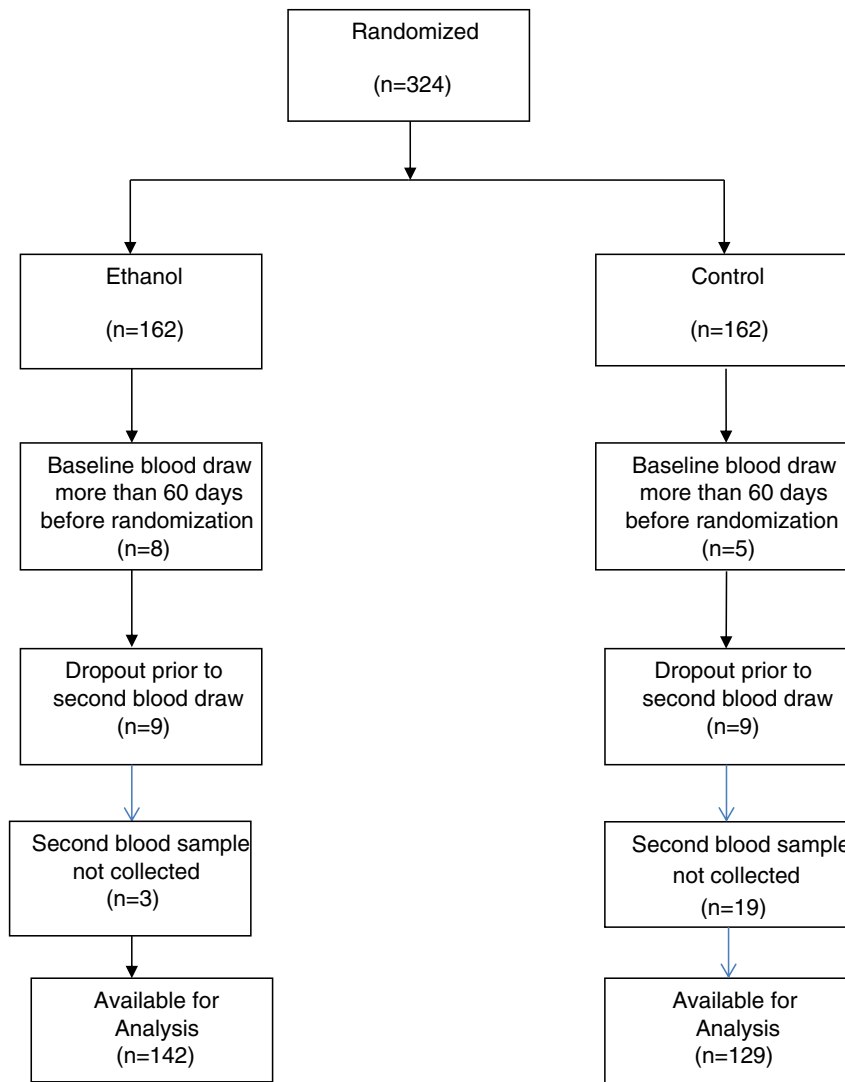 Randomized
(n=324)
Ethanol
(n=162)
Control
(n=162)
Baseline blood draw
more than 60 days
before randomization
(n=8)
Baseline blood draw
more than 60 days
before randomization
(n=5)
Dropout prior to
second blood draw
(n=9)
Dropout prior to
second blood draw
(n=9)
Second blood sample
not collected
(n=3)
Second blood sample
not collected
(n=19)
Available for
Analysis
(n=142)
Available for
Analysis
(n=129)